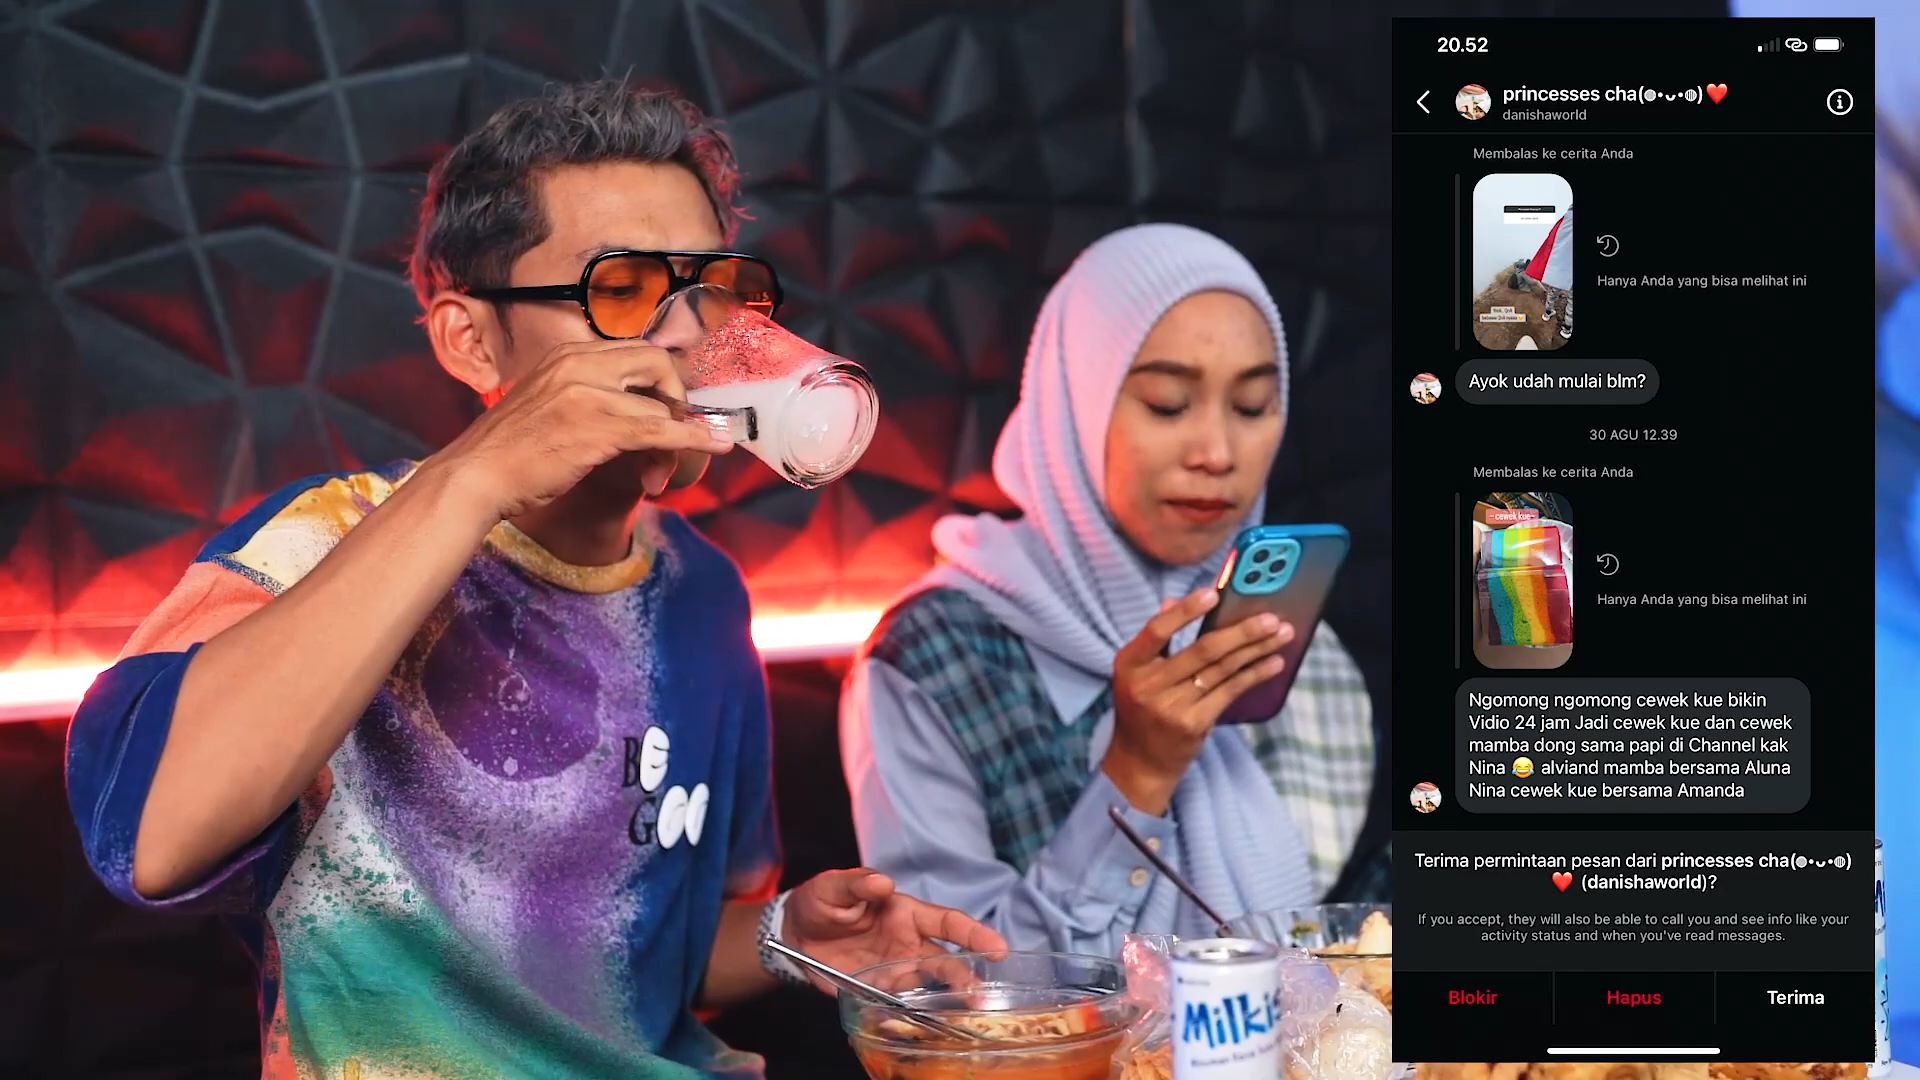 20.52
princesses cha(◍•ᴗ•◍)❤️
danishaworld
Membalas ke cerita Anda
Hanya Anda yang bisa melihat ini
Ayok udah mulai blm?
30 AGU 12.39
Membalas ke cerita Anda
~cewek kue~
Hanya Anda yang bisa melihat ini
Ngomong ngomong cewek kue bikin
Vidio 24 jam Jadi cewek kue dan cewek
mamba dong sama papi di Channel kak
Nina 😂 alviand mamba bersama Aluna
Nina cewek kue bersama Amanda
Terima permintaan pesan dari princesses cha(◍•ᴗ•◍)
❤️ (danishaworld)?
If you accept, they will also be able to call you and see info like your
activity status and when you've read messages.
Blokir
Hapus
Terima
BE
GOO
Milkis